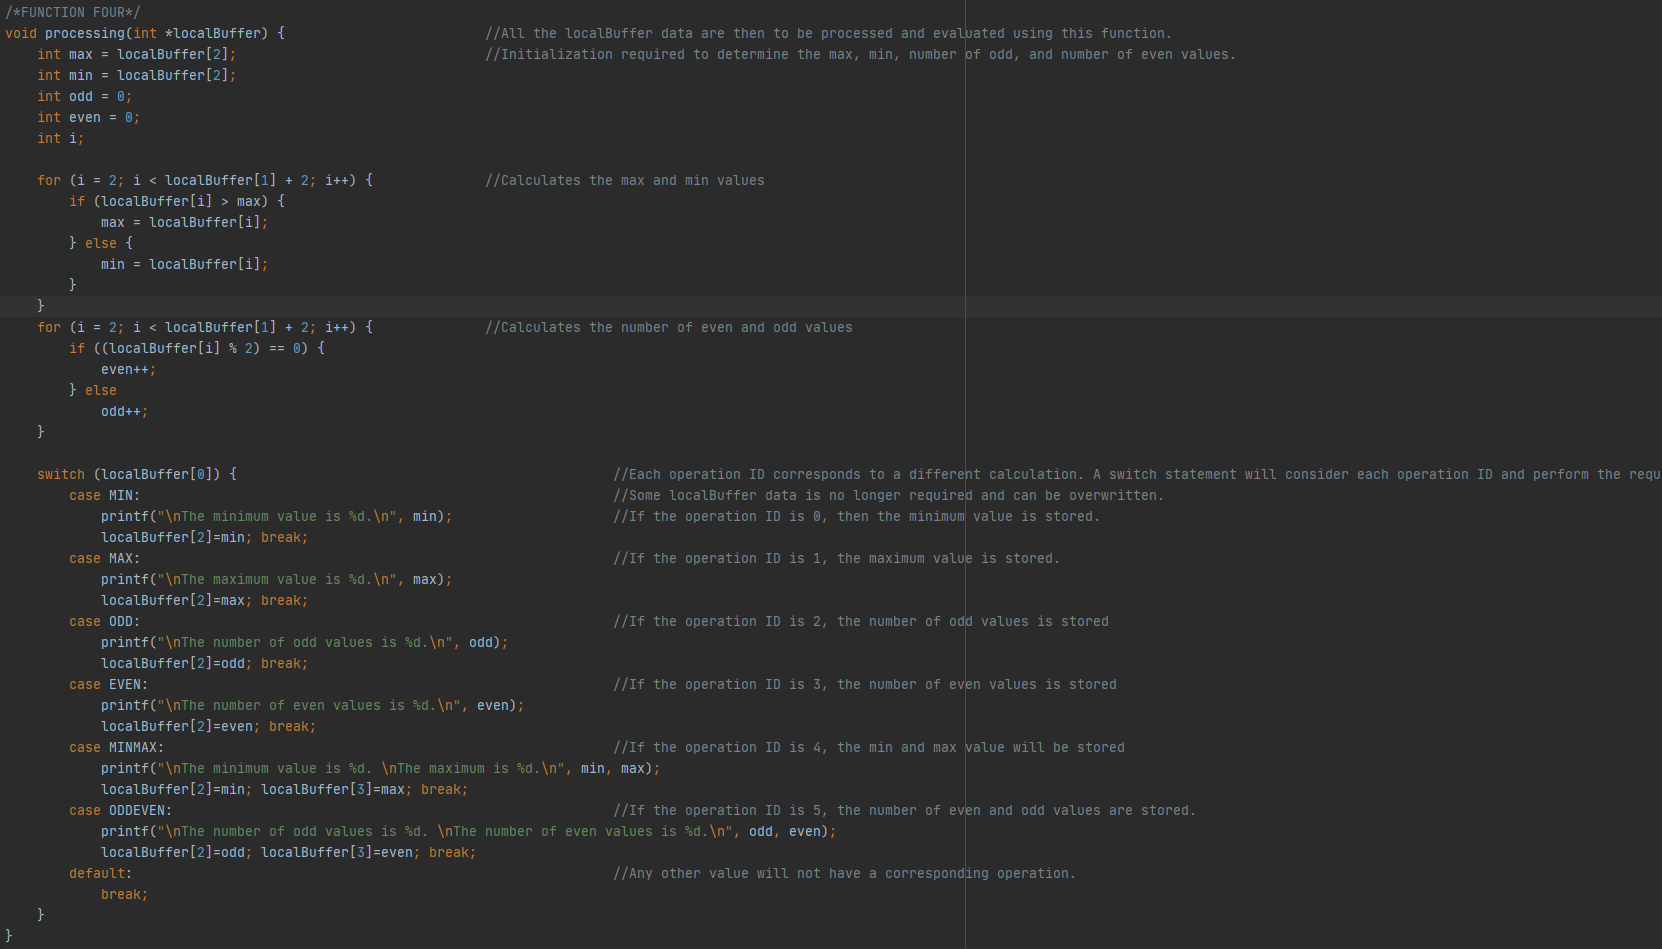 /*FUNCTION FOUR*/
void processing(int *localBuffer) {                         //All the localBuffer data are then to be processed and evaluated using this function.
    int max = localBuffer[2];                               //Initialization required to determine the max, min, number of odd, and number of even values.
    int min = localBuffer[2];
    int odd = 0;
    int even = 0;
    int i;

    for (i = 2; i < localBuffer[1] + 2; i++) {              //Calculates the max and min values
        if (localBuffer[i] > max) {
            max = localBuffer[i];
        } else {
            min = localBuffer[i];
        }
    }
    for (i = 2; i < localBuffer[1] + 2; i++) {              //Calculates the number of even and odd values
        if ((localBuffer[i] % 2) == 0) {
            even++;
        } else
            odd++;
    }

    switch (localBuffer[0]) {                                               //Each operation ID corresponds to a different calculation. A switch statement will consider each operation ID and perform the requ
        case MIN:                                                           //Some localBuffer data is no longer required and can be overwritten.
            printf("\nThe minimum value is %d.\n", min);                    //If the operation ID is 0, then the minimum value is stored.
            localBuffer[2]=min; break;
        case MAX:                                                           //If the operation ID is 1, the maximum value is stored.
            printf("\nThe maximum value is %d.\n", max);
            localBuffer[2]=max; break;
        case ODD:                                                           //If the operation ID is 2, the number of odd values is stored
            printf("\nThe number of odd values is %d.\n", odd);
            localBuffer[2]=odd; break;
        case EVEN:                                                          //If the operation ID is 3, the number of even values is stored
            printf("\nThe number of even values is %d.\n", even);
            localBuffer[2]=even; break;
        case MINMAX:                                                        //If the operation ID is 4, the min and max value will be stored
            printf("\nThe minimum value is %d. \nThe maximum is %d.\n", min, max);
            localBuffer[2]=min; localBuffer[3]=max; break;
        case ODDEVEN:                                                       //If the operation ID is 5, the number of even and odd values are stored.
            printf("\nThe number of odd values is %d. \nThe number of even values is %d.\n", odd, even);
            localBuffer[2]=odd; localBuffer[3]=even; break;
        default:                                                            //Any other value will not have a corresponding operation.
            break;
    }
}